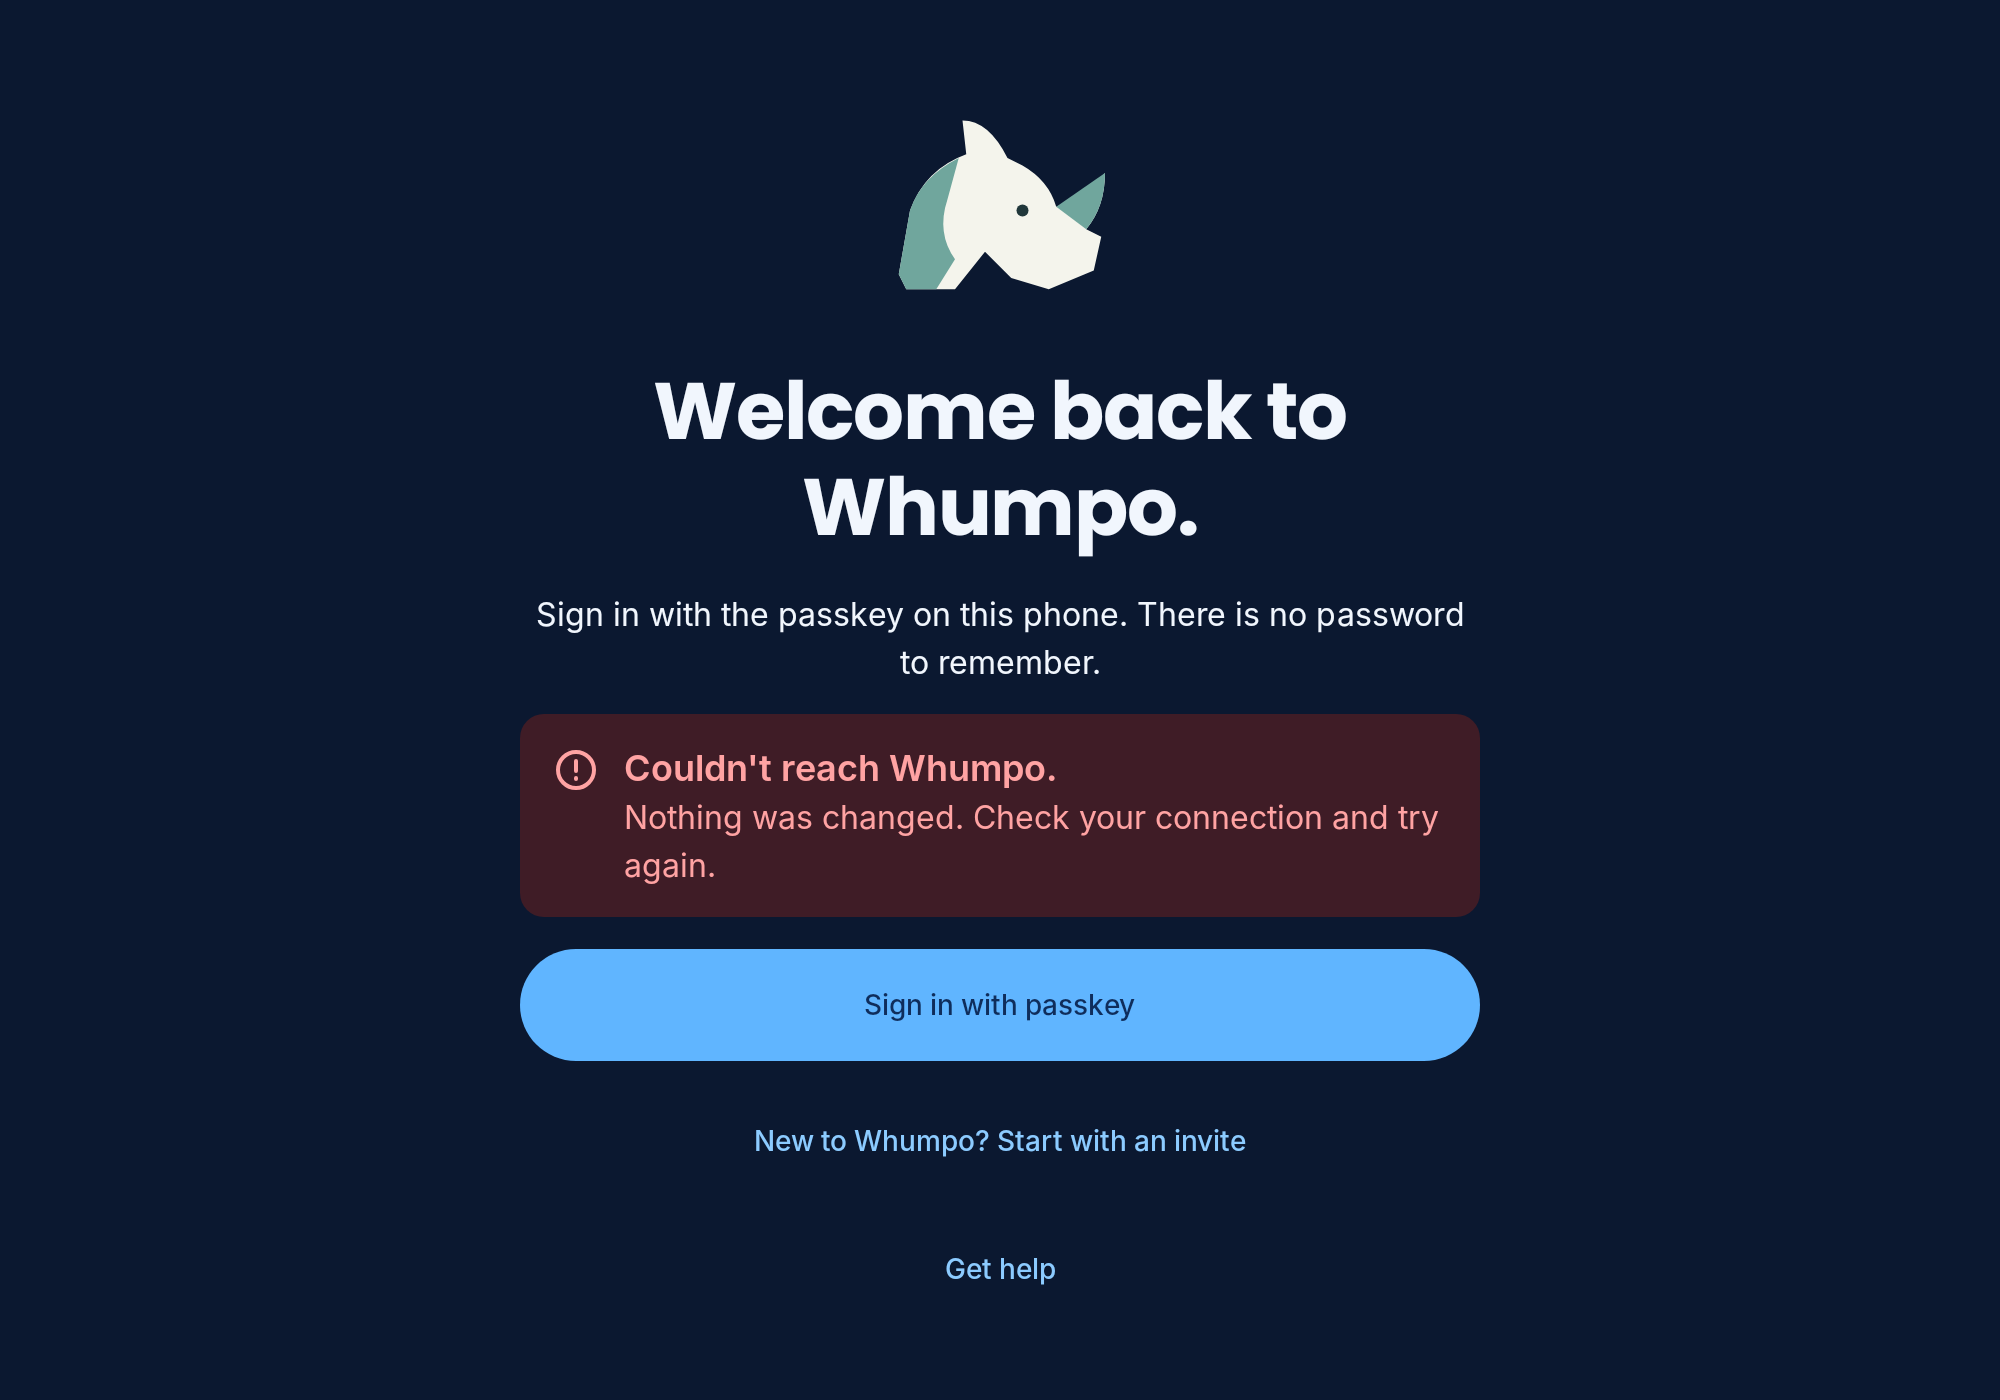 Welcome back to
Whumpo.
Sign in with the passkey on this phone. There is no password
to remember.
Couldn't reach Whumpo.
Nothing was changed. Check your connection and try
again.
Sign in with passkey
New to Whumpo? Start with an invite
Get help